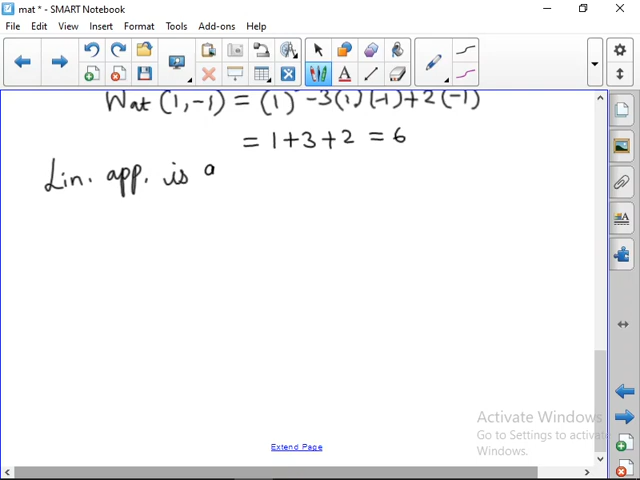 mat * - SMART Notebook
File Edit View Insert Format Tools Add-ons Help
W at (1,-1) = (1) -3(1)(-1)+2(-1)
= 1+3+2 = 6
Lin. app. is a
Extend Page
Activate Windows
Go to Settings to activate
Windows.